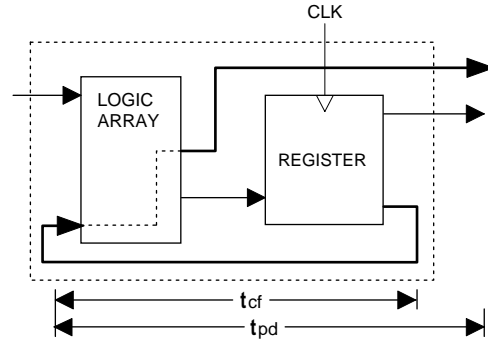 CLK
LOGIC
ARRAY
REGISTER
tcf
tpd